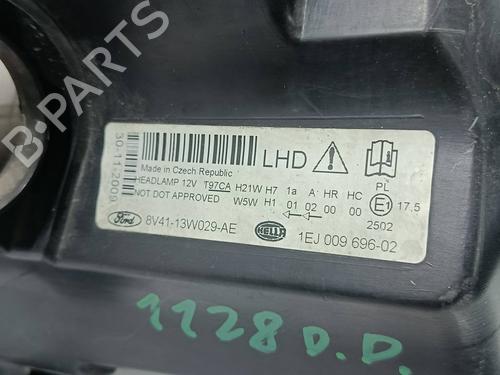 B-PARTS
30-11-2009
LHD
Made in Czech Republic
HEADLAMP 12V T97CA H21W H7 1a A HR HC
NOT DOT APPROVED W5W H1 01 02 00 00
PL
E1 17.5
2502
Ford 8V41-13W029-AE HELLA 1EJ 009 696-02
1128 D.D.